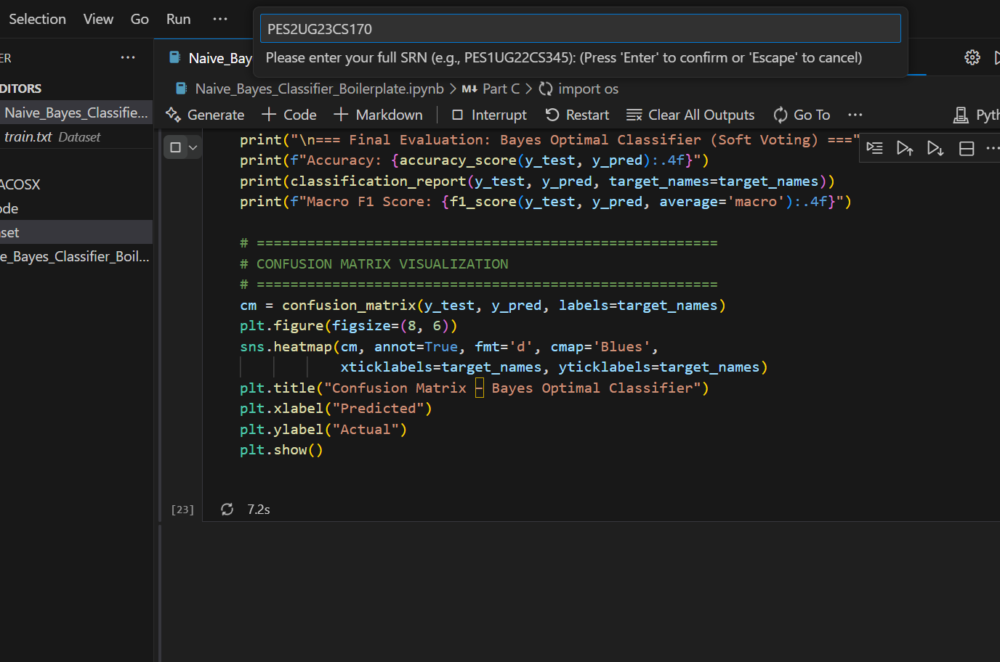 Selection View Go Run ···
PES2UG23CS170
Please enter your full SRN (e.g., PES1UG22CS345): (Press 'Enter' to confirm or 'Escape' to cancel)
ER ···
Naive_Bay
DITORS
Naive_Bayes_Classifier_Boilerplate.ipynb > M↓ Part C > import os
Naive_Bayes_Classifie...
Generate + Code + Markdown | Interrupt Restart Clear All Outputs Go To ··· Pyth
train.txt Dataset
ACOSX
ode
set
e_Bayes_Classifier_Boil...
print("\n=== Final Evaluation: Bayes Optimal Classifier (Soft Voting) ==="
print(f"Accuracy: {accuracy_score(y_test, y_pred):.4f}")
print(classification_report(y_test, y_pred, target_names=target_names))
print(f"Macro F1 Score: {f1_score(y_test, y_pred, average='macro'):.4f}")
# =======================================================
# CONFUSION MATRIX VISUALIZATION
# =======================================================
cm = confusion_matrix(y_test, y_pred, labels=target_names)
plt.figure(figsize=(8, 6))
sns.heatmap(cm, annot=True, fmt='d', cmap='Blues',
xticklabels=target_names, yticklabels=target_names)
plt.title("Confusion Matrix – Bayes Optimal Classifier")
plt.xlabel("Predicted")
plt.ylabel("Actual")
plt.show()
[23] 7.2s